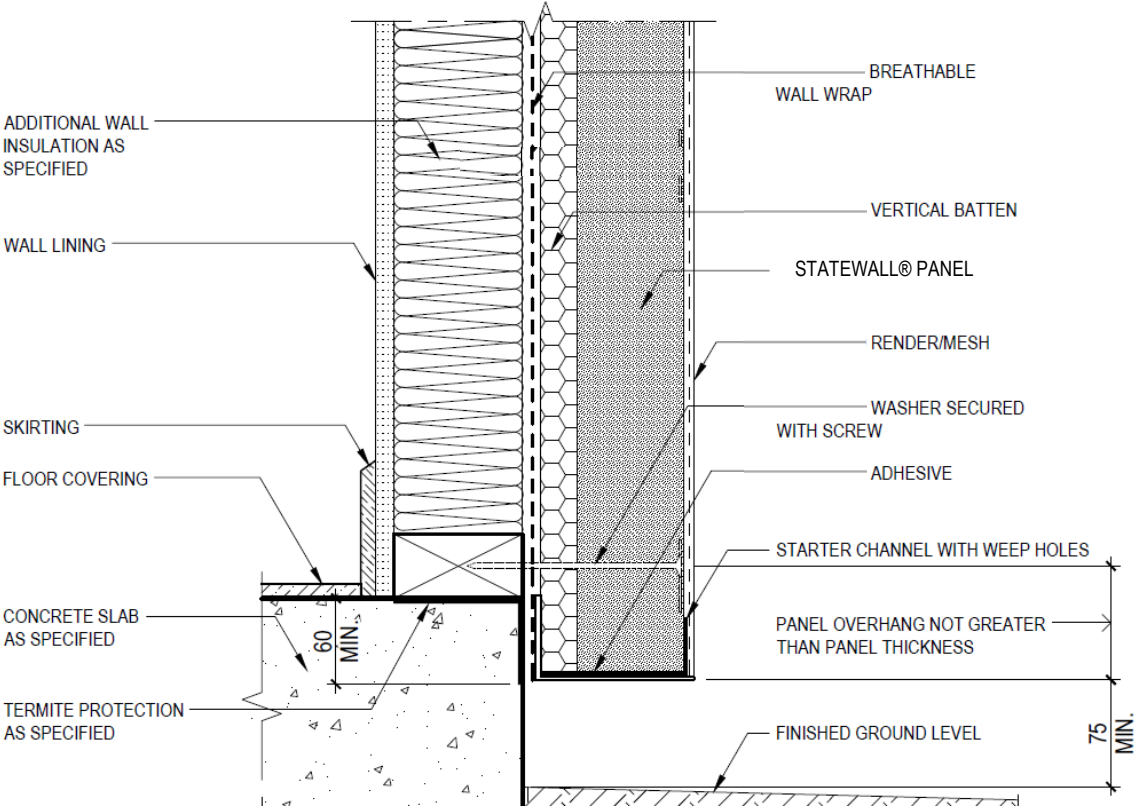 ADDITIONAL WALL
INSULATION AS
SPECIFIED
WALL LINING
SKIRTING
FLOOR COVERING
CONCRETE SLAB
AS SPECIFIED
TERMITE PROTECTION
AS SPECIFIED
60
MIN.
BREATHABLE
WALL WRAP
VERTICAL BATTEN
STATEWALL® PANEL
RENDER/MESH
WASHER SECURED
WITH SCREW
ADHESIVE
STARTER CHANNEL WITH WEEP HOLES
PANEL OVERHANG NOT GREATER
THAN PANEL THICKNESS
FINISHED GROUND LEVEL
75
MIN.